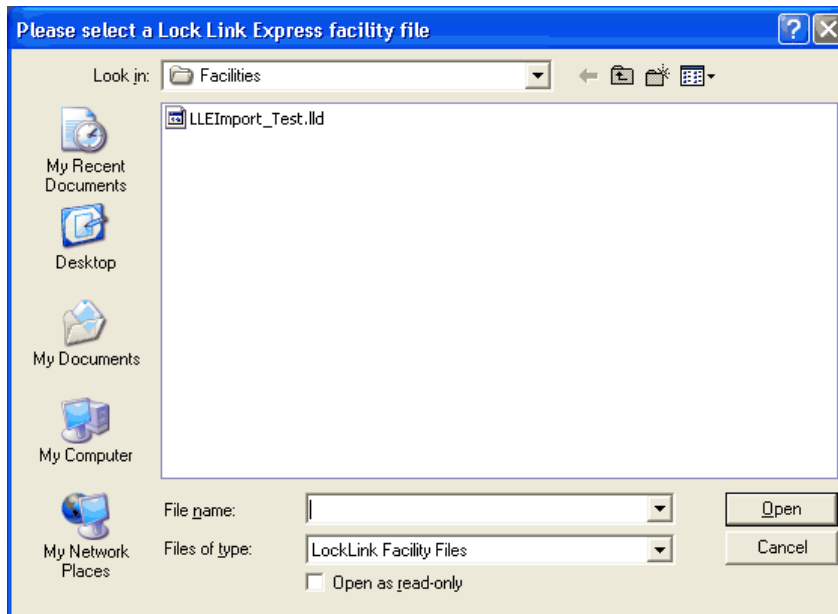 Please select a Lock Link Express facility file
Look in:
Facilities
LLEImport_Test.lld
My Recent
Documents
Desktop
My Documents
My Computer
My Network
Places
File name:
Open
Files of type:
LockLink Facility Files
Cancel
Open as read-only